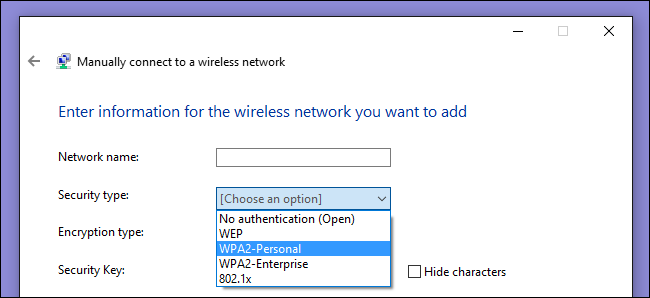 Manually connect to a wireless network
Enter information for the wireless network you want to add
Network name:
Security type:
[Choose an option]
No authentication (Open)
WEP
Encryption type:
WPA2-Personal
WPA2-Enterprise
Security Key:
802.1x
Hide characters